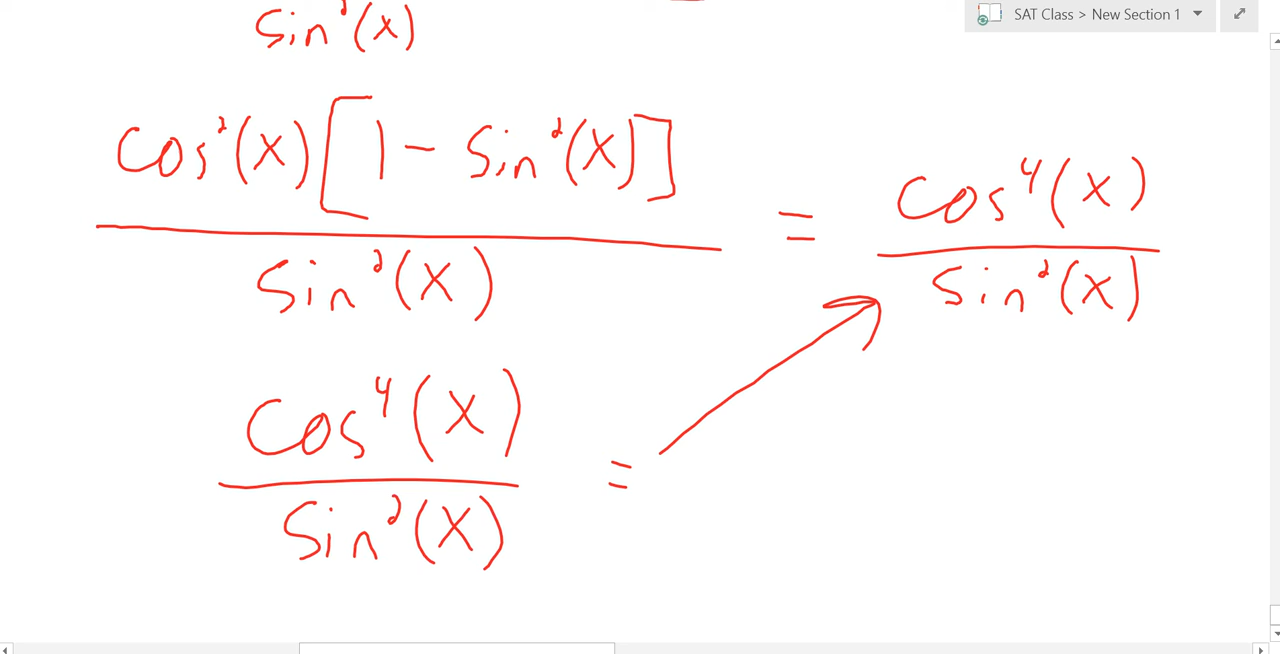 SAT Class > New Section 1
Sin²(x)
Cos²(x)[1 - Sin²(x)]
Sin²(x)
= Cos⁴(x)
Sin²(x)
Cos⁴(x)
Sin²(x)
=